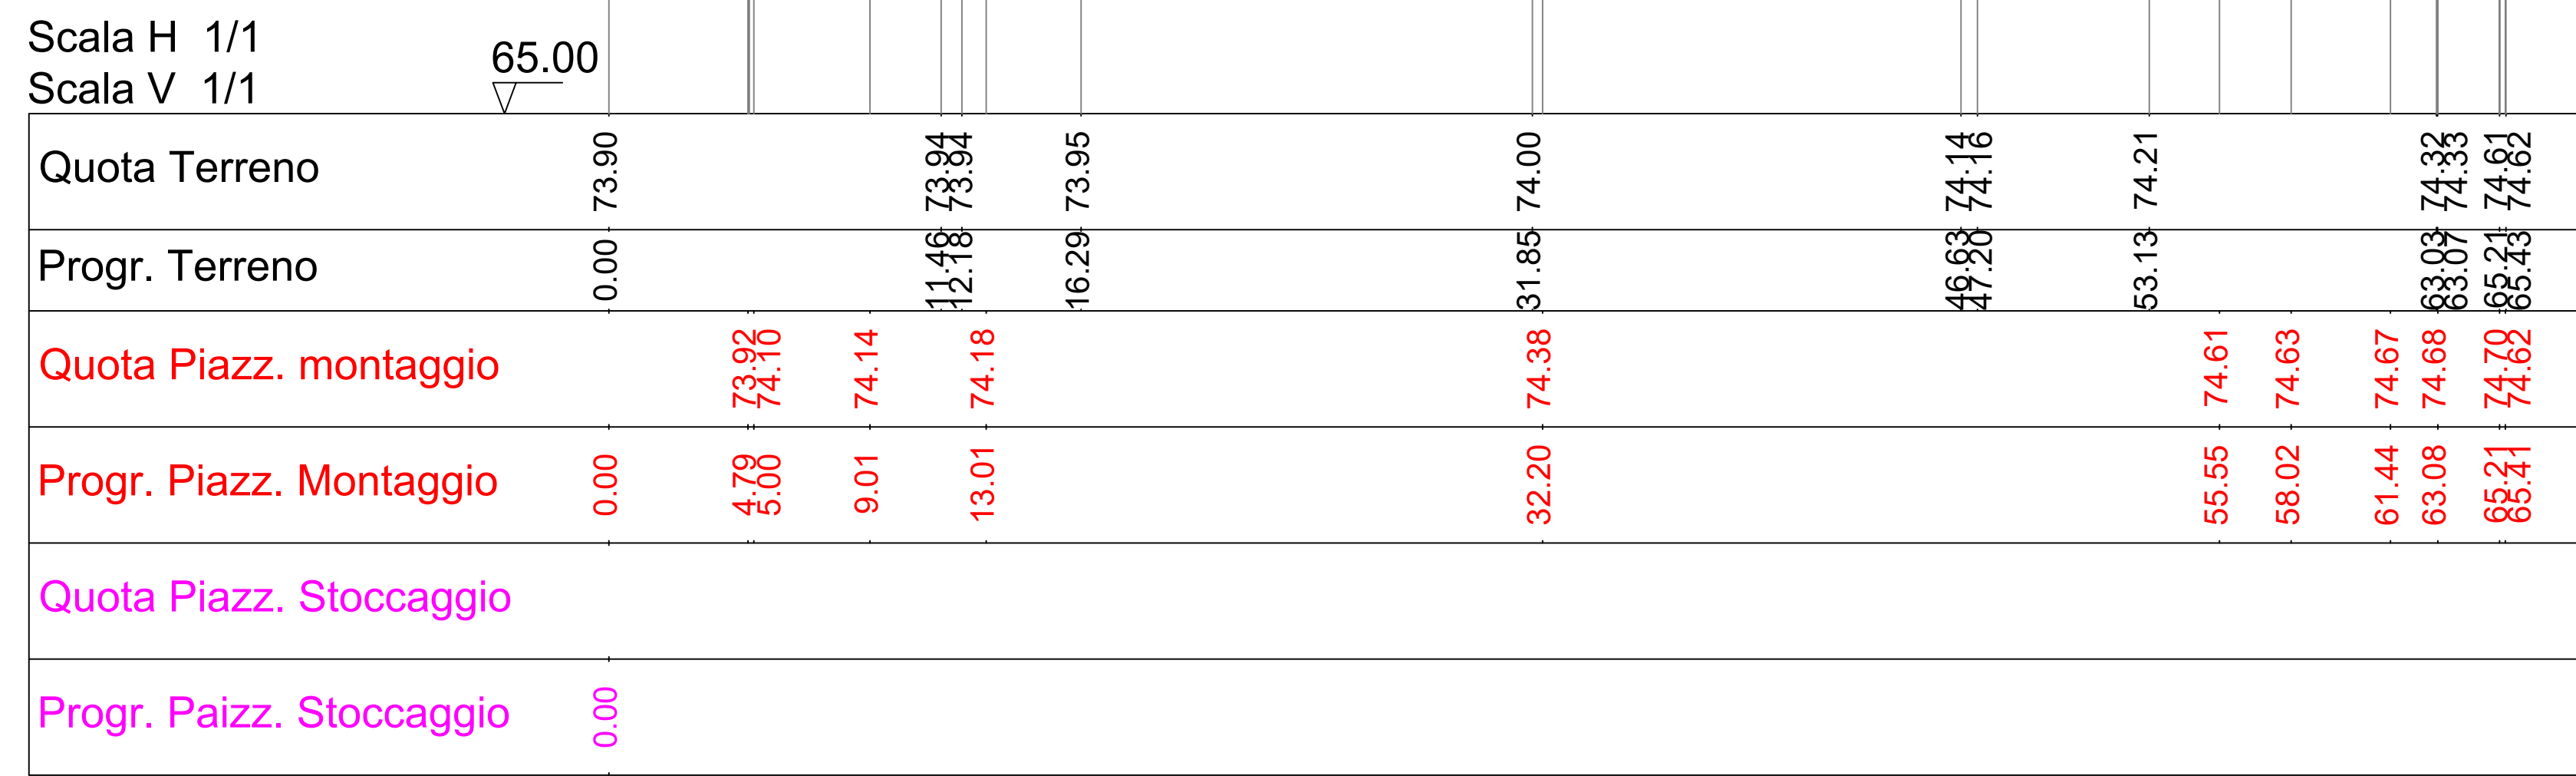 Scala H 1/1
Scala V 1/1
65.00
Quota Terreno 73.90 73.94 73.94 73.95 74.00 74.14 74.16 74.21 74.32 74.33 74.61 74.62
Progr. Terreno 0.00 11.46 12.18 16.29 31.85 46.63 47.20 53.13 63.03 63.07 65.21 65.43
Quota Piazz. montaggio 73.92 74.10 74.14 74.18 74.38 74.61 74.63 74.67 74.68 74.70 74.62
Progr. Piazz. Montaggio 0.00 4.79 5.00 9.01 13.01 32.20 55.55 58.02 61.44 63.08 65.21 65.41
Quota Piazz. Stoccaggio
Progr. Paizz. Stoccaggio 0.00